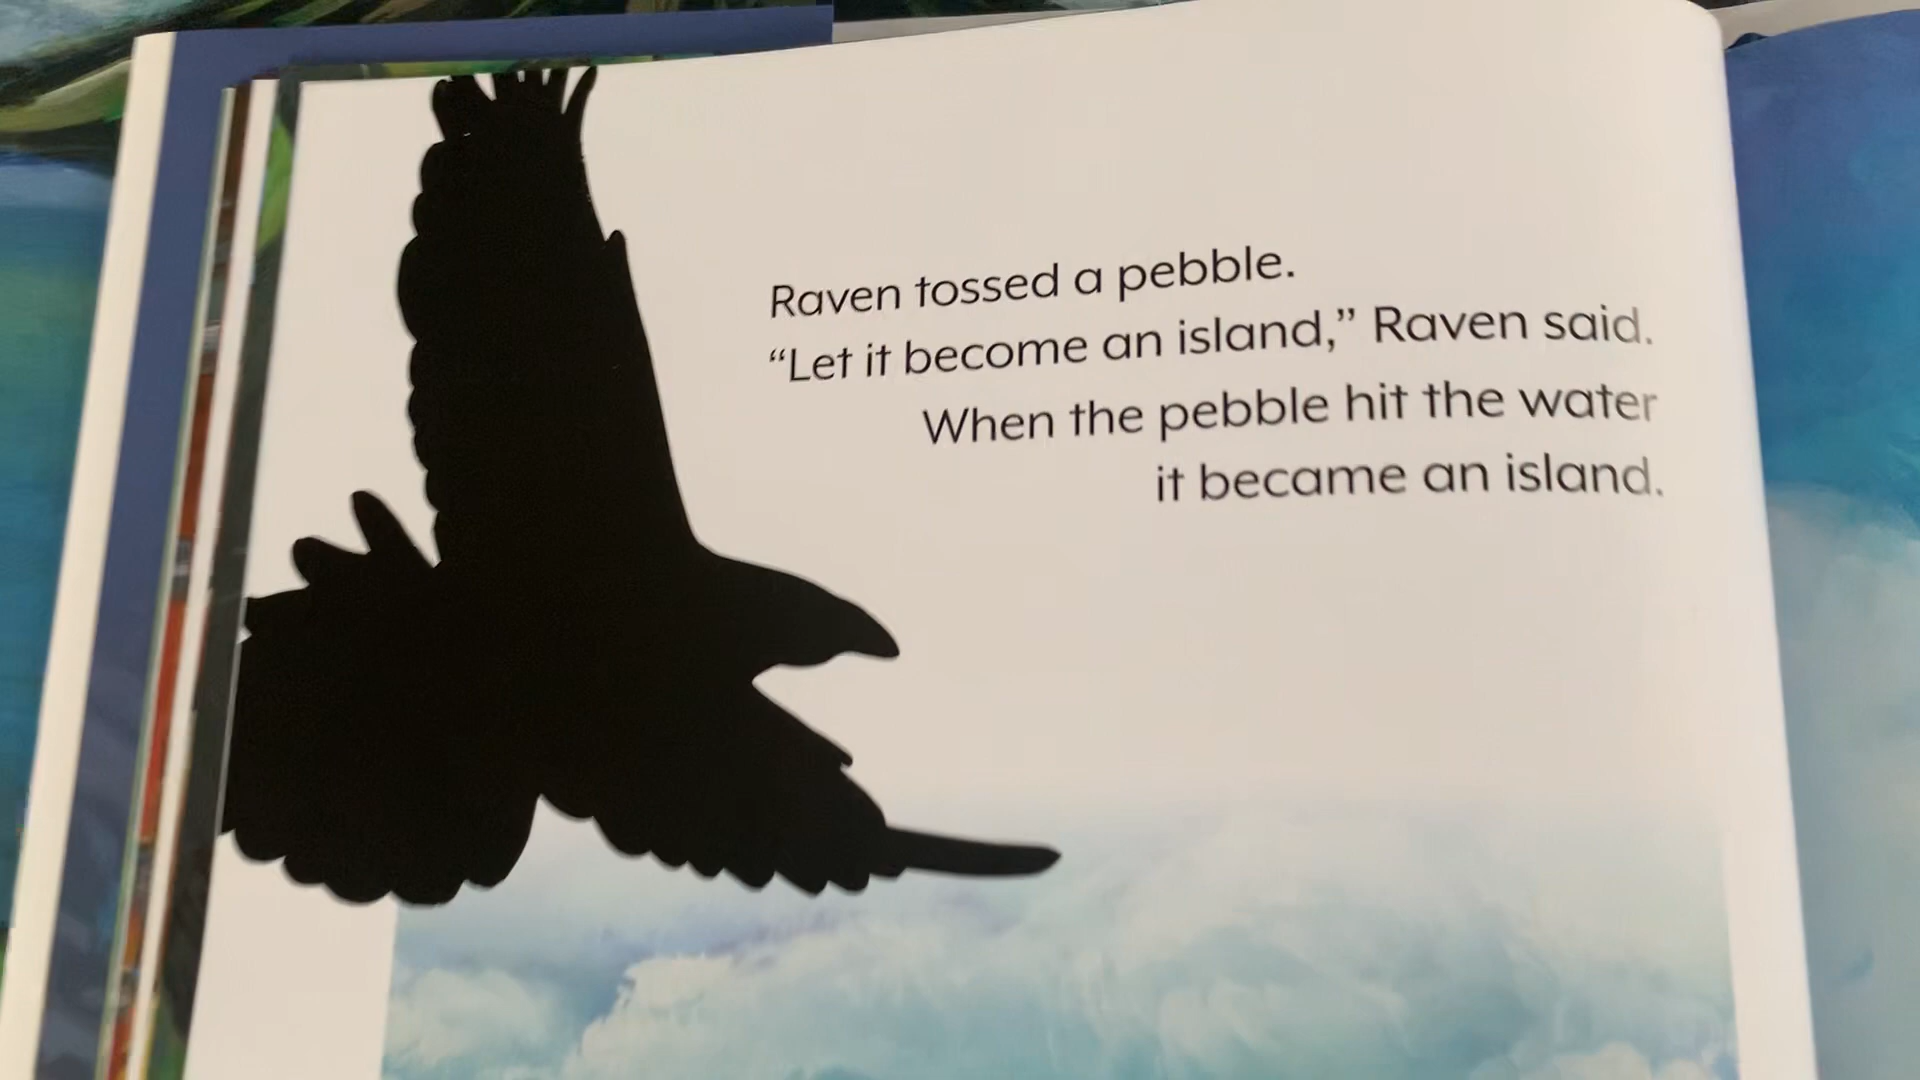 Raven tossed a pebble.
“Let it become an island,” Raven said.
When the pebble hit the water
it became an island.